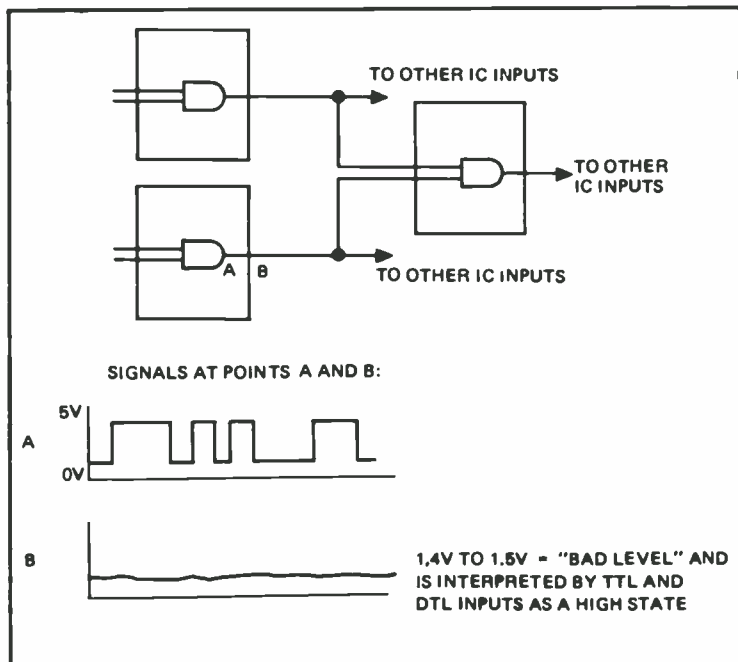 TO OTHER IC INPUTS
TO OTHER
IC INPUTS
A B
TO OTHER IC INPUTS
SIGNALS AT POINTS A AND B:
5V
A
0V
B
1,4V TO 1.5V = "BAD LEVEL" AND
IS INTERPRETED BY TTL AND
DTL INPUTS AS A HIGH STATE